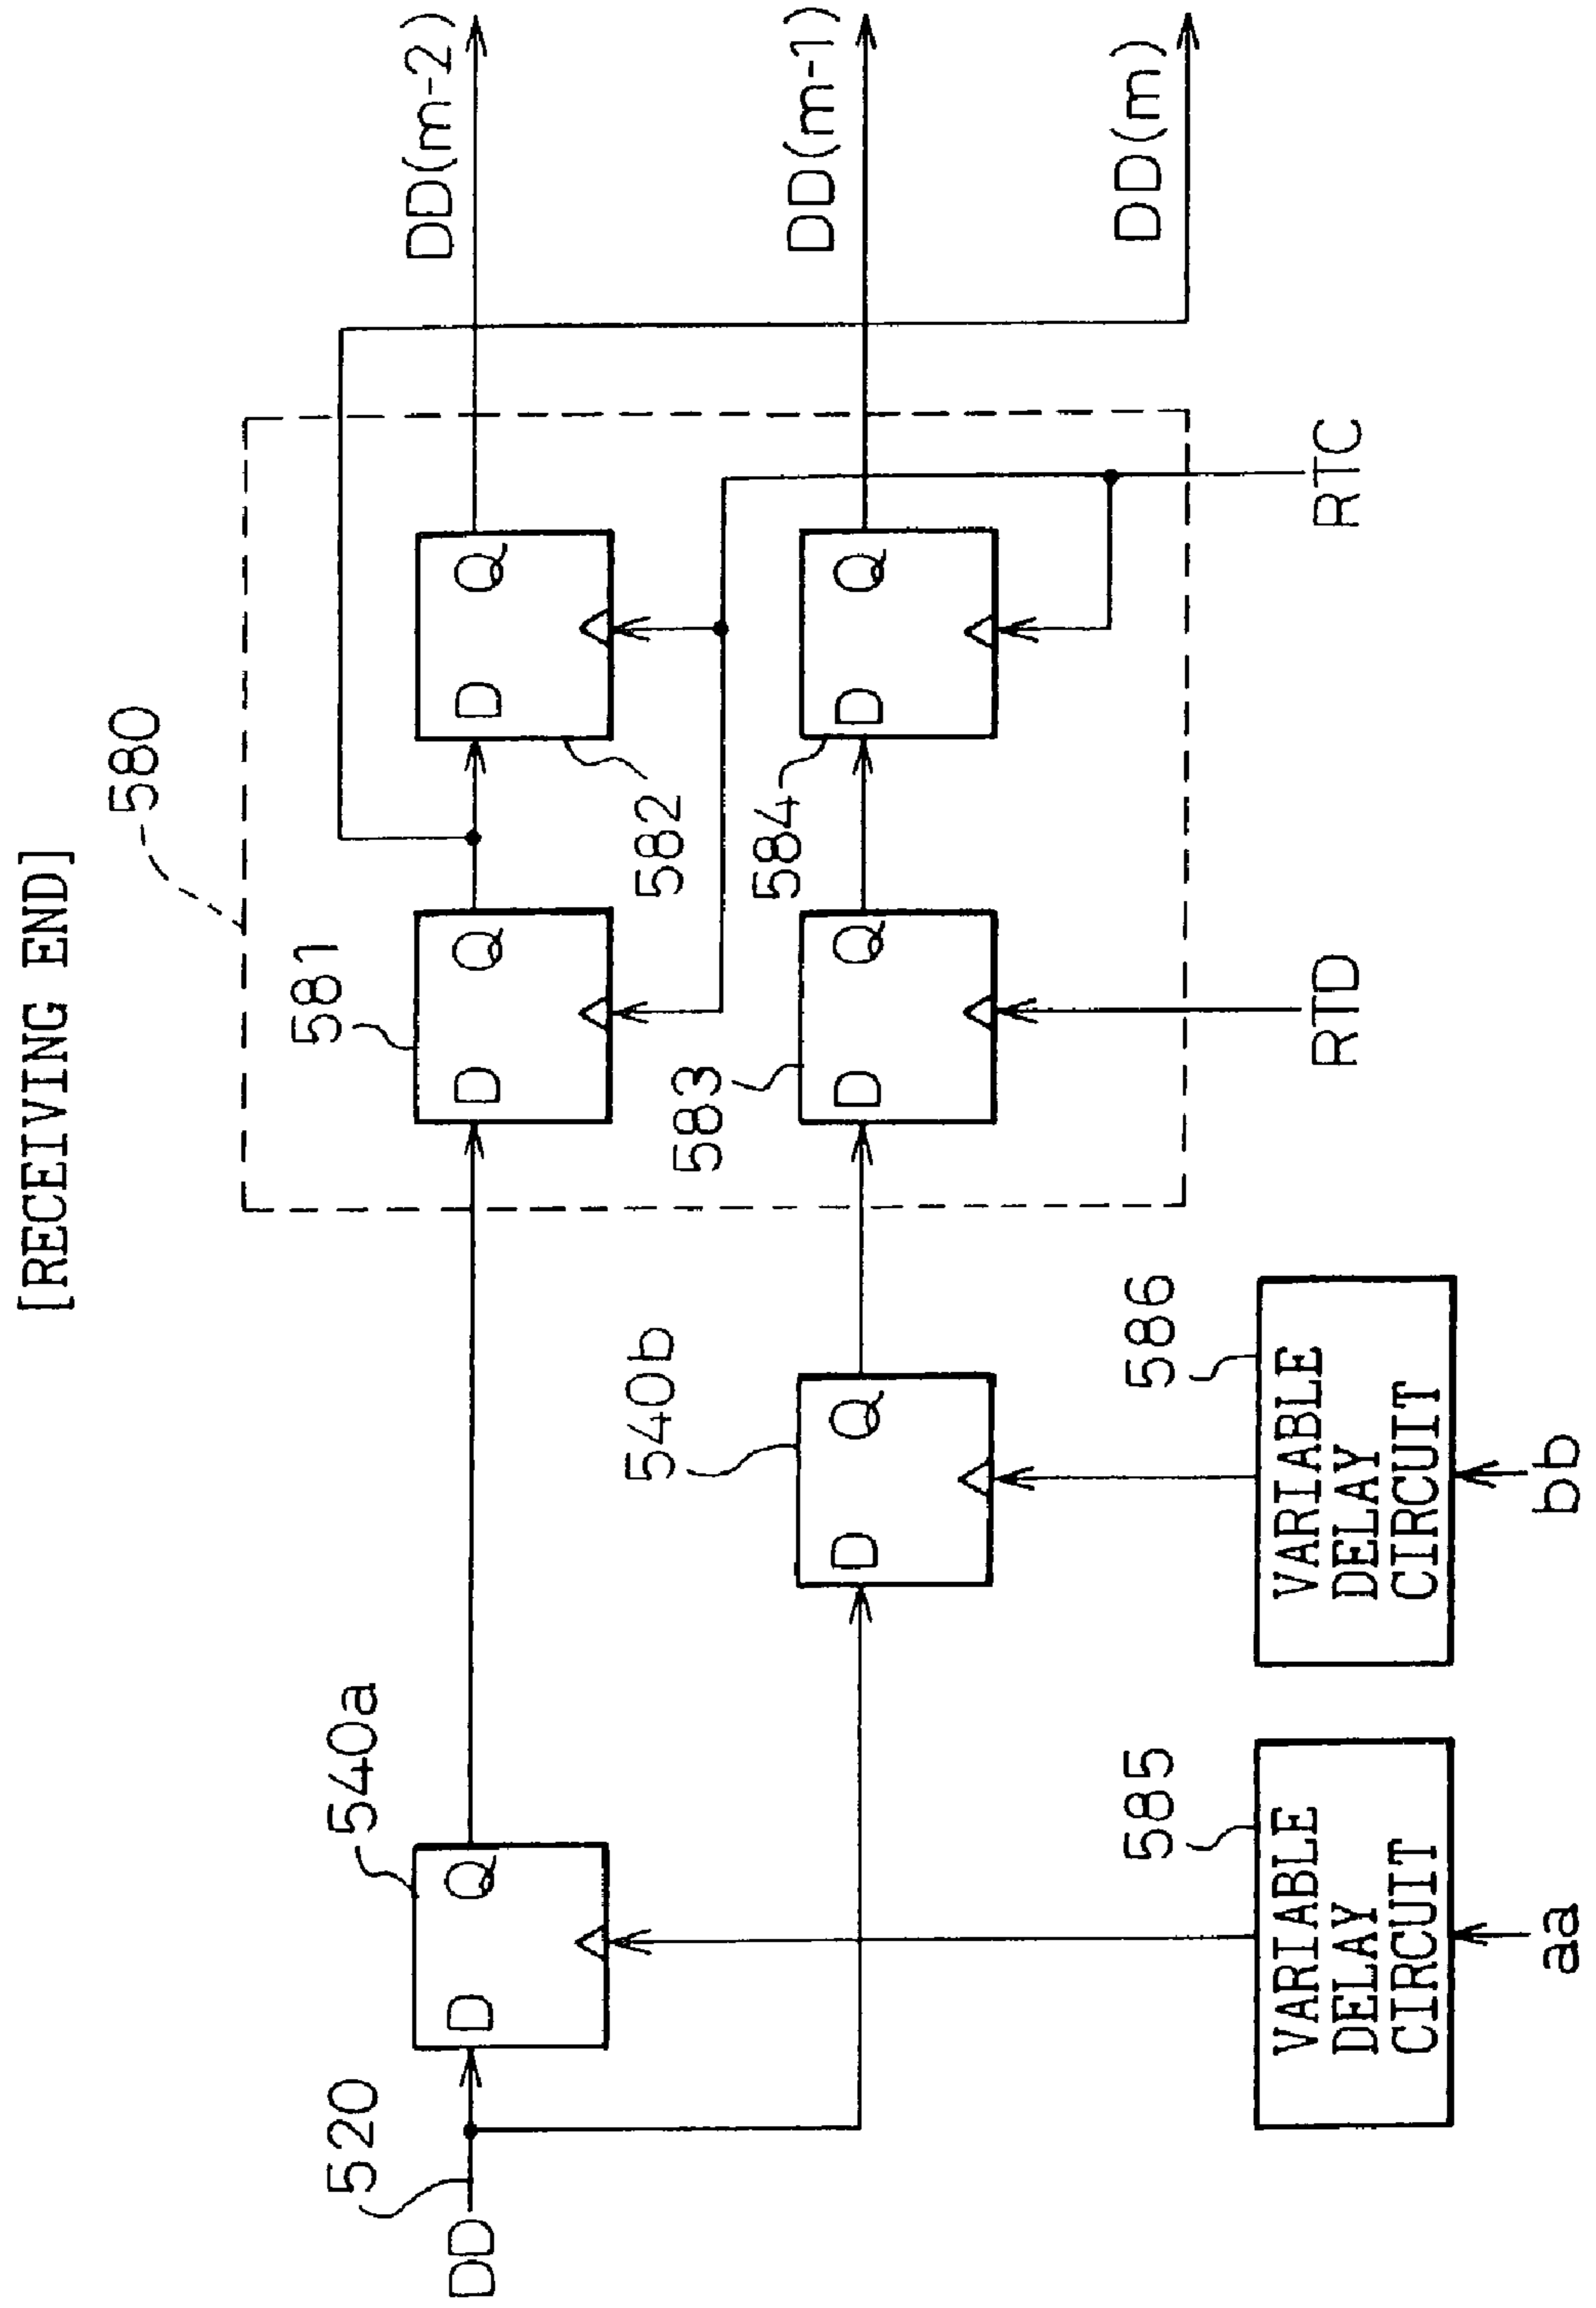 [RECEIVING END]
580
DD
520
540a
D Q
581
D Q
582
D Q
DD(m-2)
540b
D Q
583
D Q
584
D Q
DD(m-1)
DD(m)
585
VARIABLE
DELAY
CIRCUIT
aa
586
VARIABLE
DELAY
CIRCUIT
bb
RTD
RTC